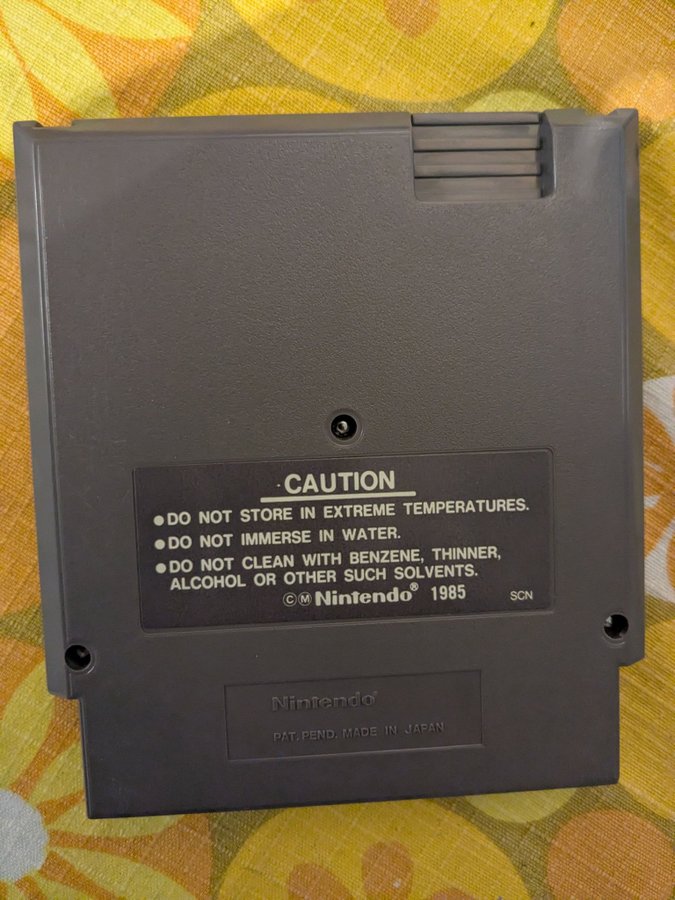 CAUTION
●DO NOT STORE IN EXTREME TEMPERATURES.
●DO NOT IMMERSE IN WATER.
●DO NOT CLEAN WITH BENZENE, THINNER,
ALCOHOL OR OTHER SUCH SOLVENTS.
©Ⓜ Nintendo® 1985 SCN
Nintendo®
PAT. PEND. MADE IN JAPAN